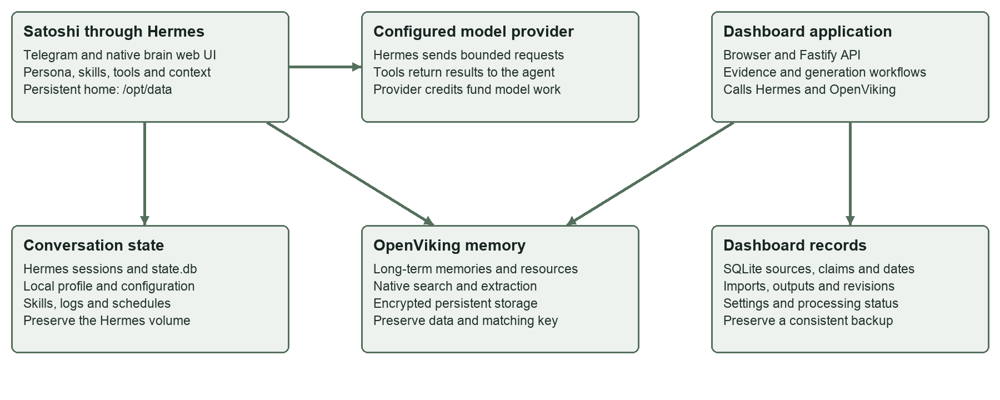 Satoshi through Hermes
Telegram and native brain web UI
Persona, skills, tools and context
Persistent home: /opt/data
Configured model provider
Hermes sends bounded requests
Tools return results to the agent
Provider credits fund model work
Dashboard application
Browser and Fastify API
Evidence and generation workflows
Calls Hermes and OpenViking
Conversation state
Hermes sessions and state.db
Local profile and configuration
Skills, logs and schedules
Preserve the Hermes volume
OpenViking memory
Long-term memories and resources
Native search and extraction
Encrypted persistent storage
Preserve data and matching key
Dashboard records
SQLite sources, claims and dates
Imports, outputs and revisions
Settings and processing status
Preserve a consistent backup